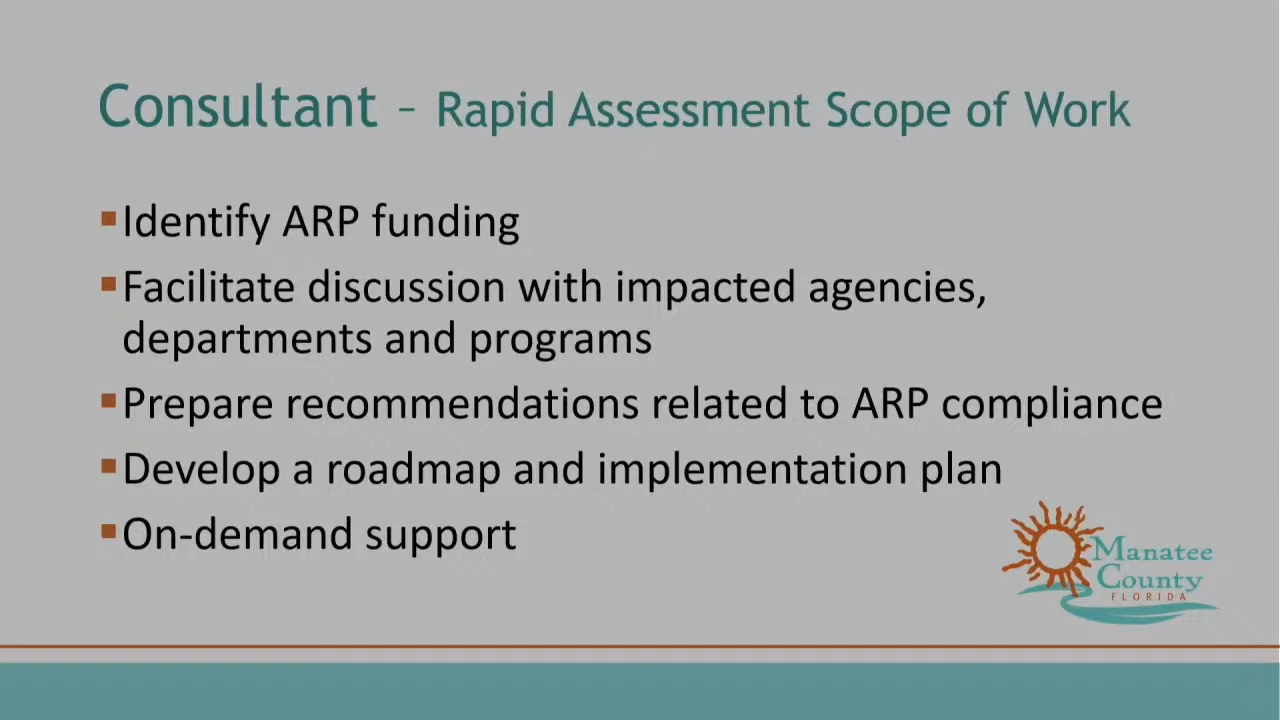 Consultant – Rapid Assessment Scope of Work
▪Identify ARP funding
▪Facilitate discussion with impacted agencies,
departments and programs
▪Prepare recommendations related to ARP compliance
▪Develop a roadmap and implementation plan
▪On-demand support
Manatee
County
FLORIDA